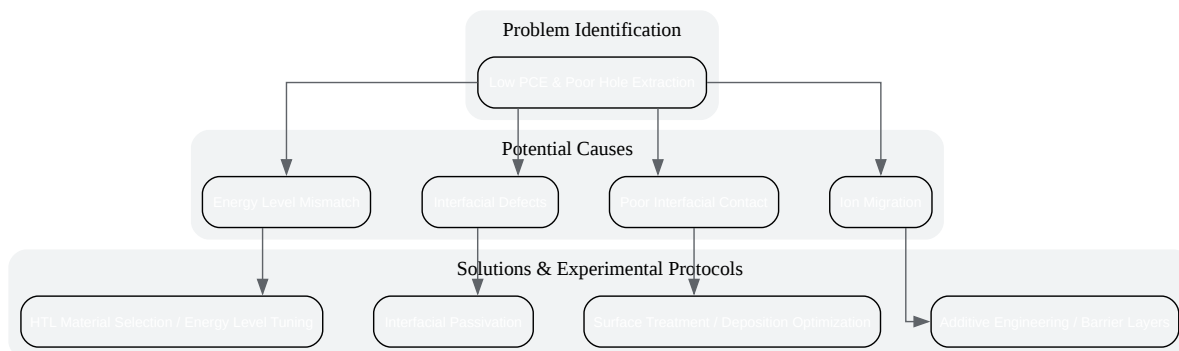 Problem Identification
Low PCE & Poor Hole Extraction
Potential Causes
Energy Level Mismatch
Interfacial Defects
Poor Interfacial Contact
Ion Migration
Solutions & Experimental Protocols
HTL Material Selection / Energy Level Tuning
Interfacial Passivation
Surface Treatment / Deposition Optimization
Additive Engineering / Barrier Layers